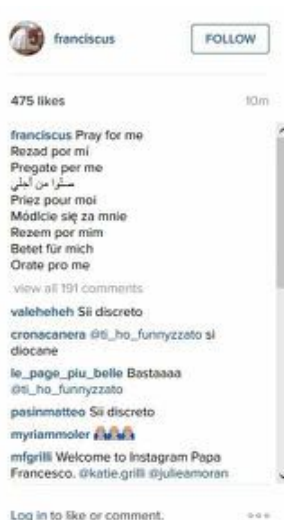 franciscus
FOLLOW
475 likes
10m
franciscus Pray for me
Rezad por mí
Pregate per me
صلّوا من أجلي
Priez pour moi
Módlcie się za mnie
Rezem por mim
Betet für mich
Orate pro me
view all 191 comments
valeheheh Sii discreto
cronacanera @ti_ho_funnyzzato si
diocane
le_page_piu_belle Bastaaaa
@ti_ho_funnyzzato
pasinmatteo Sii discreto
myriammoler
mfgrilli Welcome to Instagram Papa
Francesco. @katie.grilli @julieamoran
Log in to like or comment.